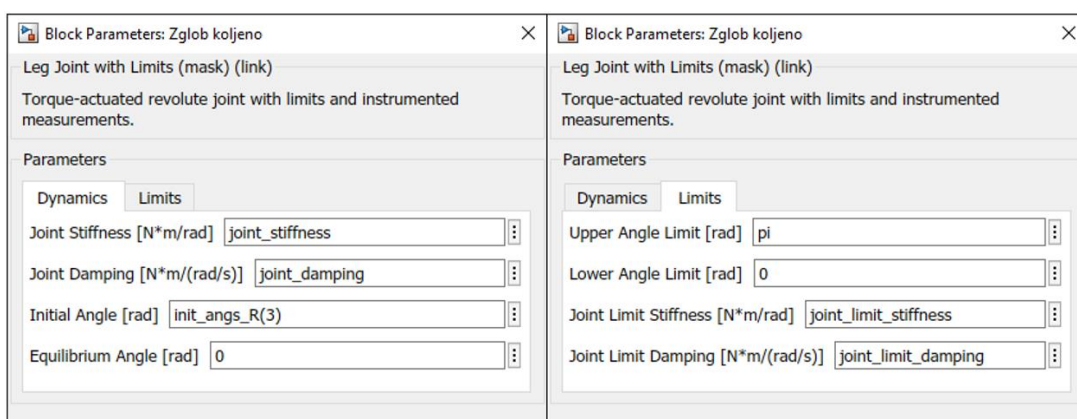 Block Parameters: Zglob koljeno
Leg Joint with Limits (mask) (link)
Torque-actuated revolute joint with limits and instrumented
measurements.
Parameters
Dynamics Limits
Joint Stiffness [N*m/rad] joint_stiffness
Joint Damping [N*m/(rad/s)] joint_damping
Initial Angle [rad] init_angs_R(3)
Equilibrium Angle [rad] 0
Block Parameters: Zglob koljeno
Leg Joint with Limits (mask) (link)
Torque-actuated revolute joint with limits and instrumented
measurements.
Parameters
Dynamics Limits
Upper Angle Limit [rad] pi
Lower Angle Limit [rad] 0
Joint Limit Stiffness [N*m/rad] joint_limit_stiffness
Joint Limit Damping [N*m/(rad/s)] joint_limit_damping